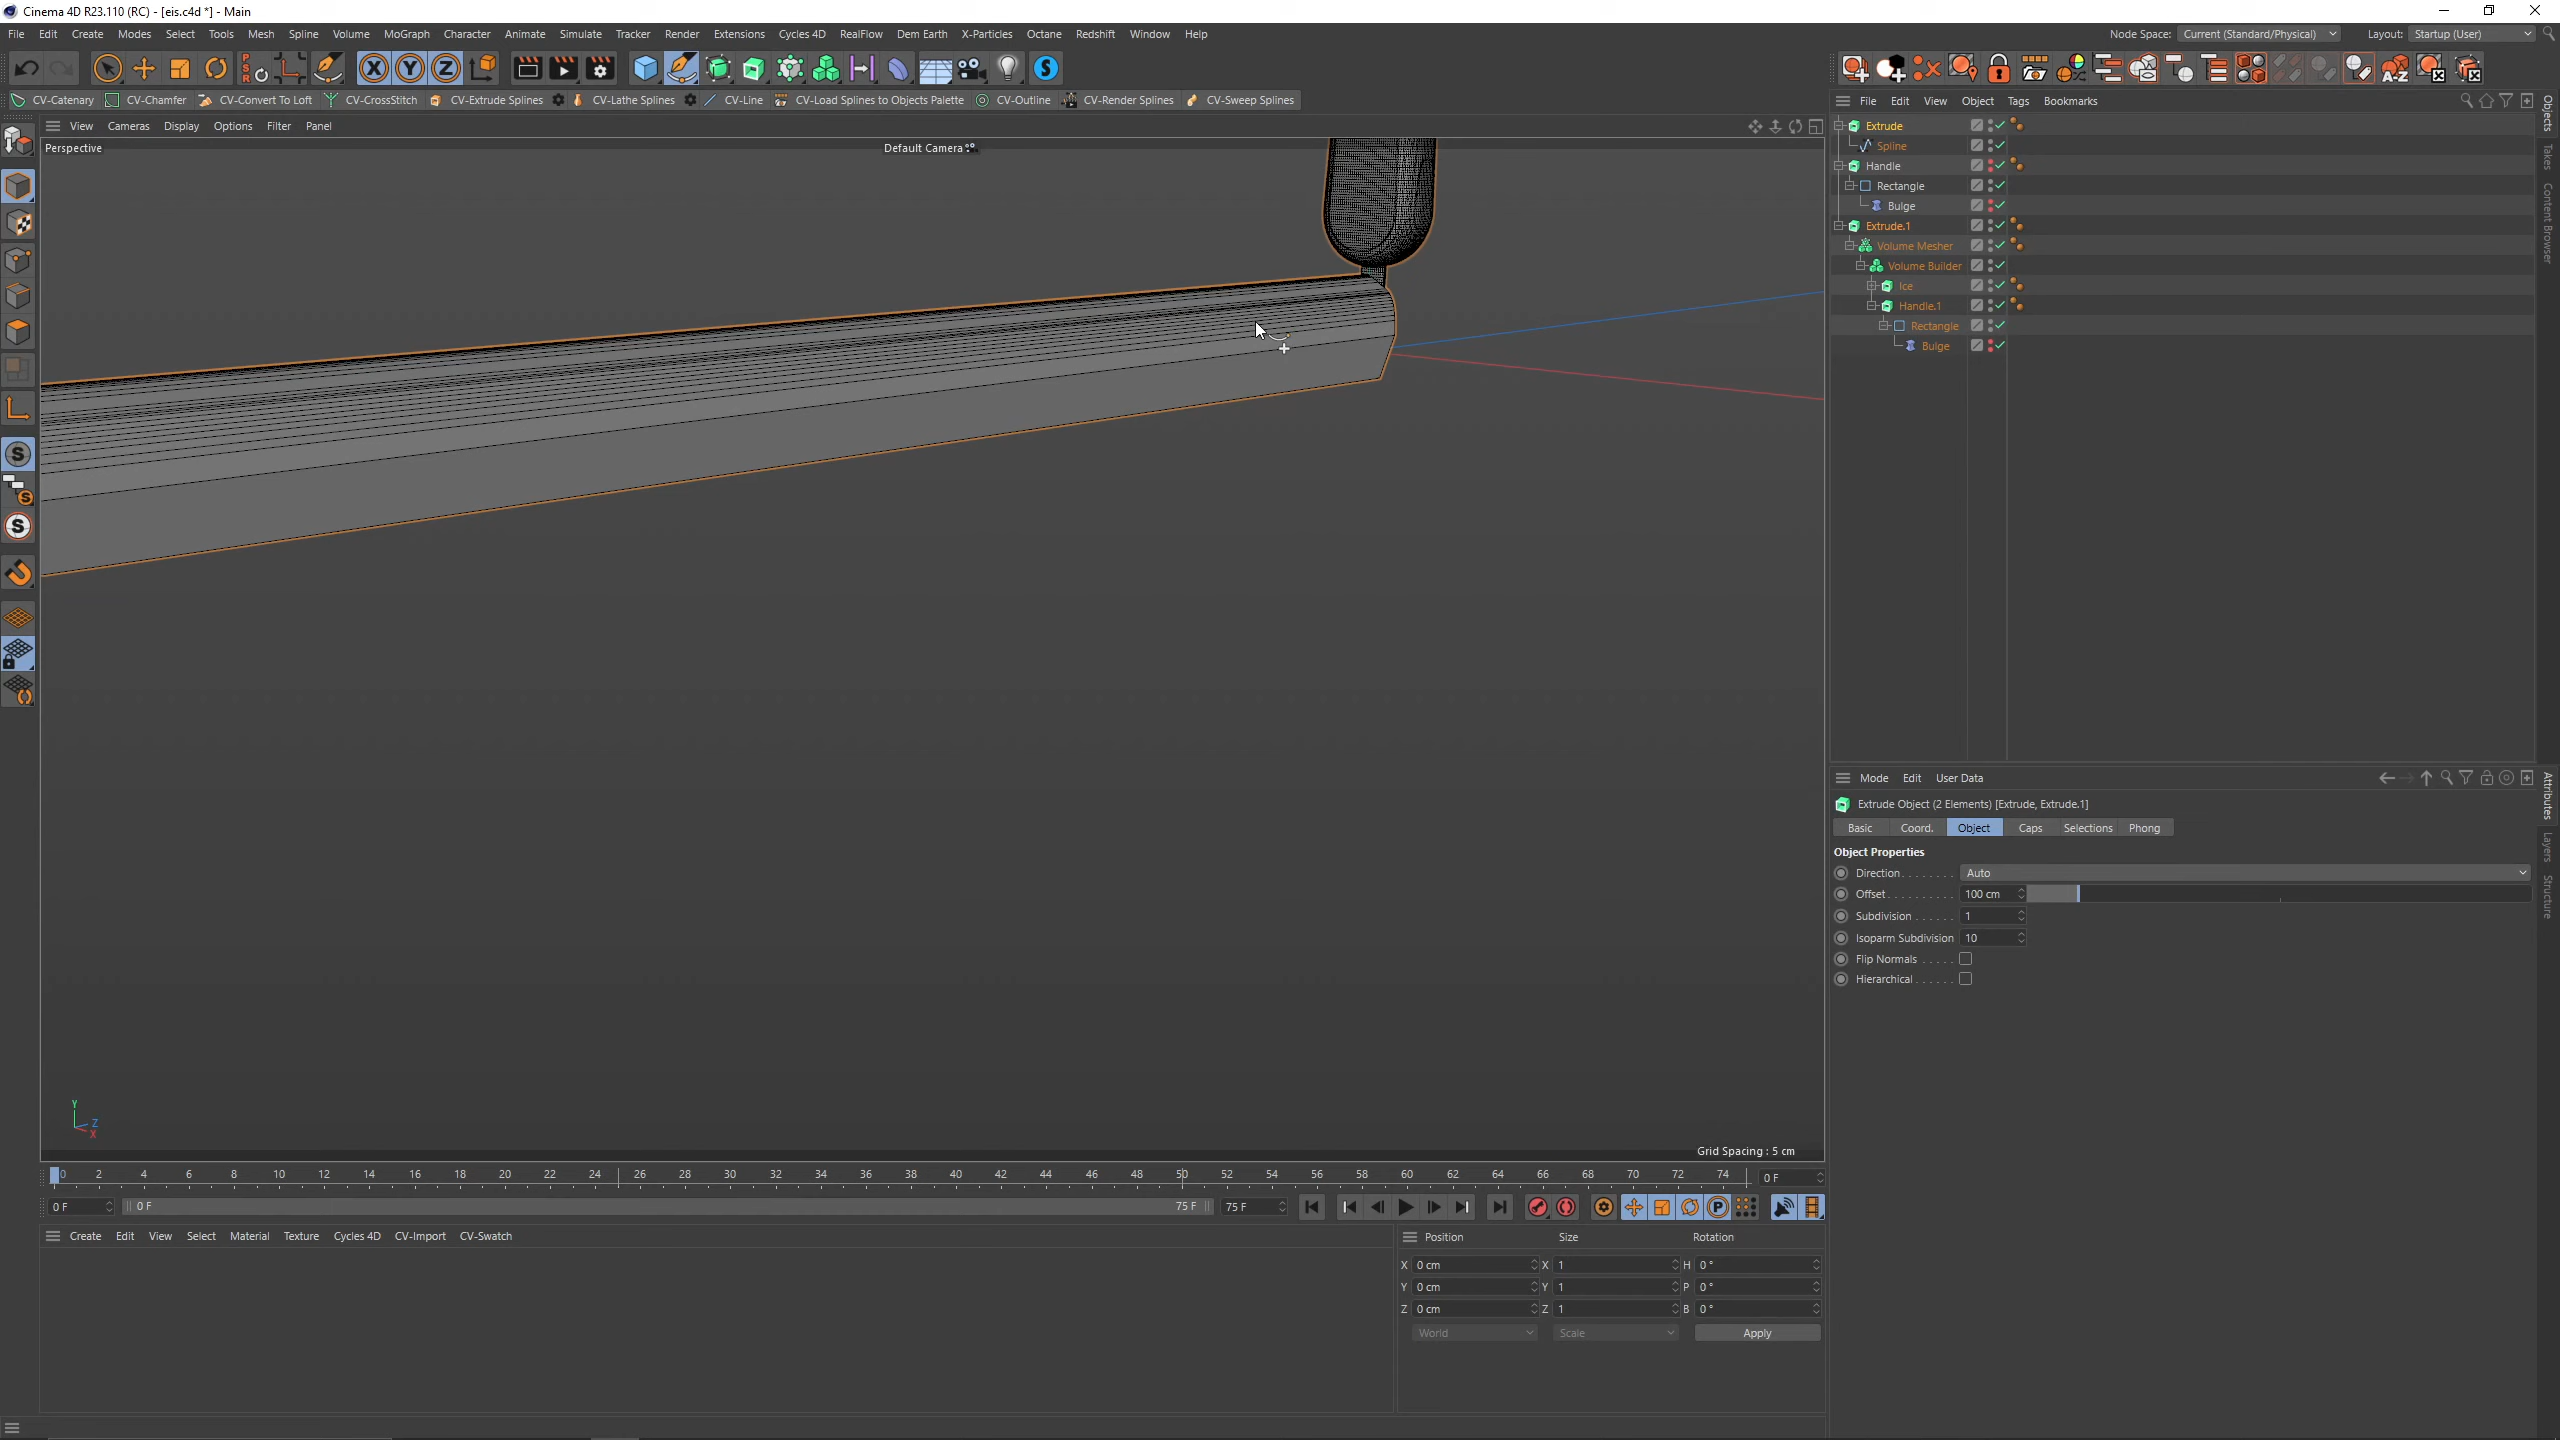 Cinema 4D R23.110 (RC) - [eis.c4d *] - Main
File Edit Create Modes Select Tools Mesh Spline Volume MoGraph Character Animate Simulate Tracker Render Extensions Cycles 4D RealFlow Dem Earth X-Particles Octane Redshift Window Help Node Space: Current (Standard/Physical) Layout: Startup (User)
PSR X Y Z
CV-Catenary CV-Chamfer CV-Convert To Loft CV-CrossStitch CV-Extrude Splines CV-Lathe Splines CV-Line CV-Load Splines to Objects Palette CV-Outline CV-Render Splines CV-Sweep Splines
File Edit View Object Tags Bookmarks
View Cameras Display Options Filter Panel
Perspective
Default Camera
Extrude
Spline
Handle
Rectangle
Bulge
Extrude.1
Volume Mesher
Volume Builder
Ice
Handle.1
Rectangle
Bulge
Objects
Takes
Content Browser
Mode Edit User Data
Extrude Object (2 Elements) [Extrude, Extrude.1]
Basic Coord. Object Caps Selections Phong
Object Properties
Direction Auto
Offset 100 cm
Subdivision 1
Isoparm Subdivision 10
Flip Normals
Hierarchical
Attributes
Layers
Structure
Y
Z
X
Grid Spacing : 5 cm
0 2 4 6 8 10 12 14 16 18 20 22 24 26 28 30 32 34 36 38 40 42 44 46 48 50 52 54 56 58 60 62 64 66 68 70 72 74 0 F
0 F 0 F 75 F 75 F
Create Edit View Select Material Texture Cycles 4D CV-Import CV-Swatch
Position Size Rotation
X 0 cm X 1 H 0 °
Y 0 cm Y 1 P 0 °
Z 0 cm Z 1 B 0 °
World Scale Apply